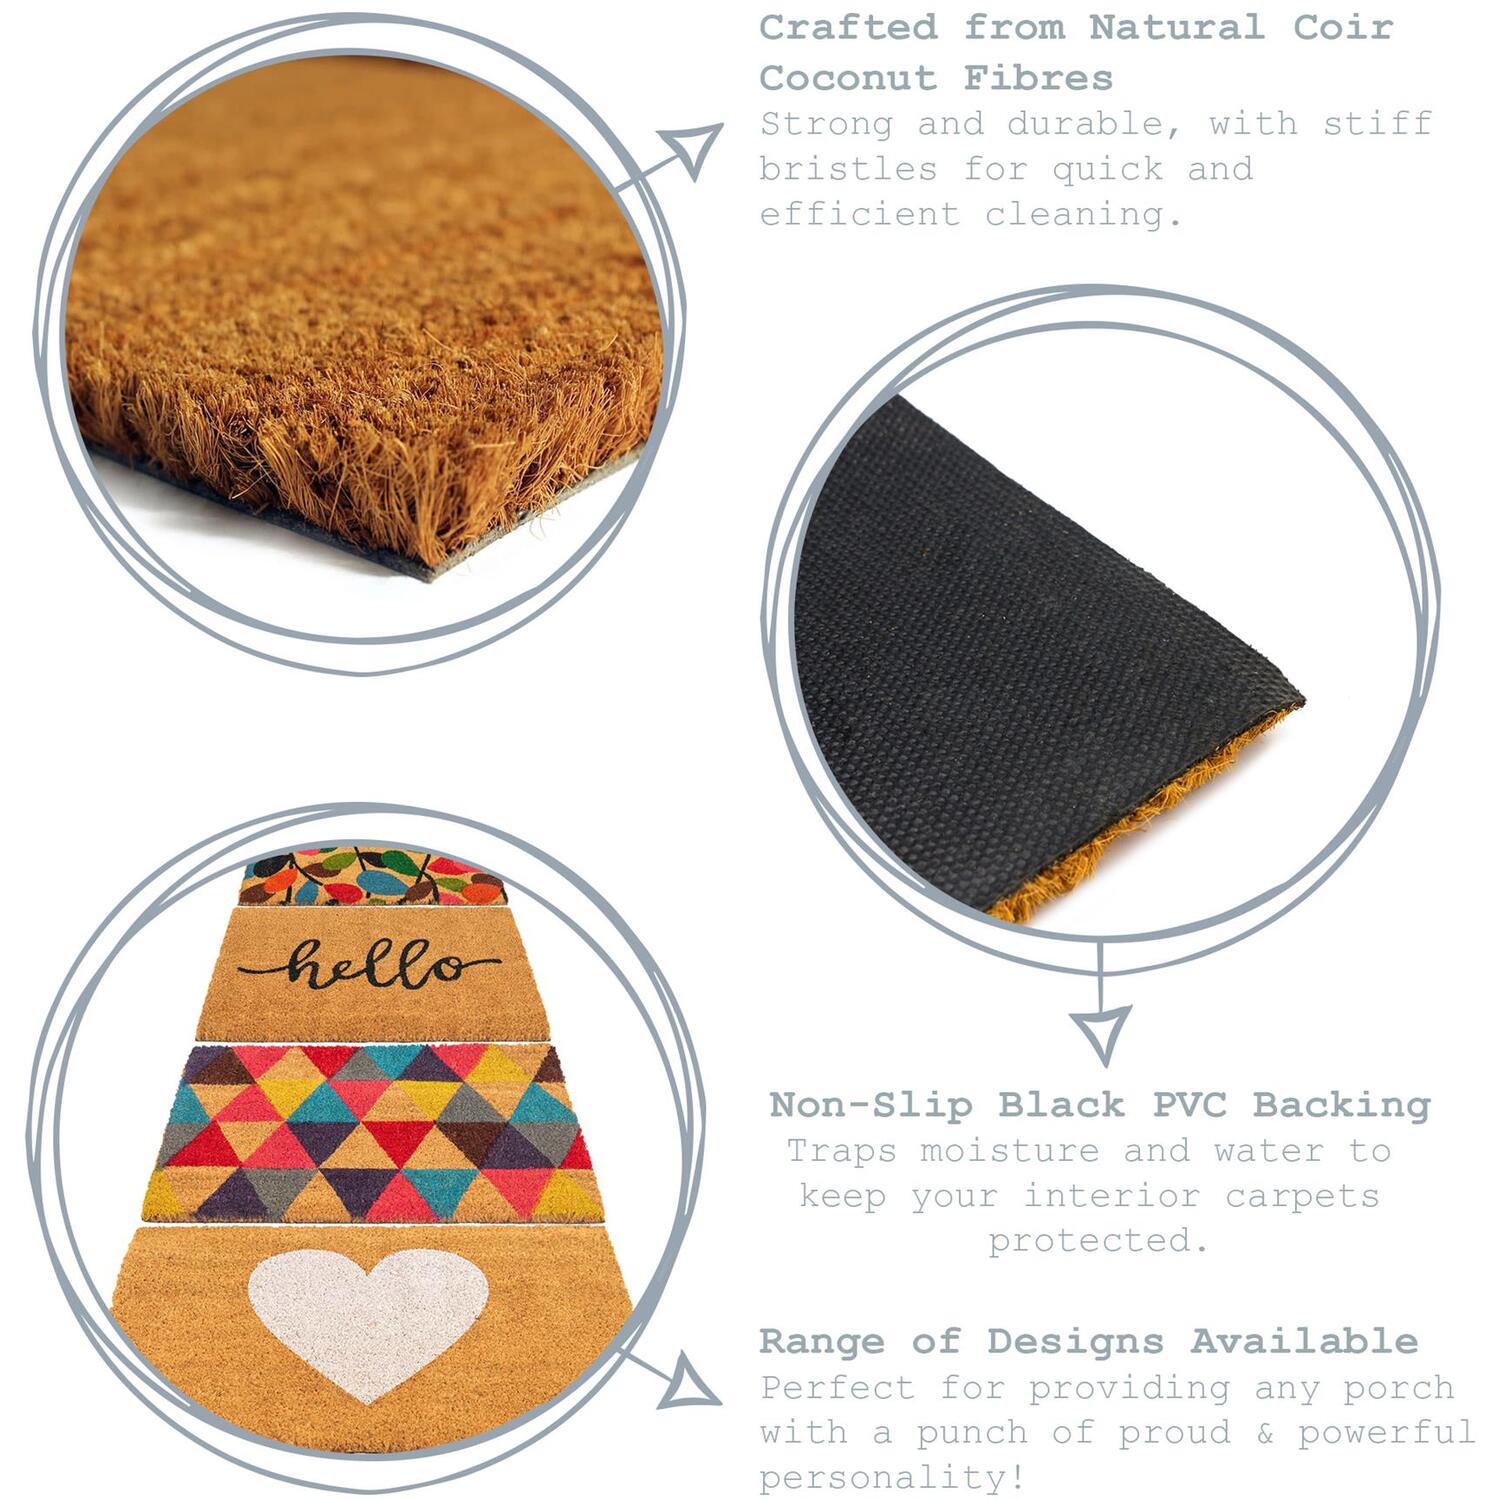 Crafted from Natural Coir
Coconut Fibres
Strong and durable, with stiff
bristles for quick and
efficient cleaning.
hello
Non-Slip Black PVC Backing
Traps moisture and water to
keep your interior carpets
protected.
Range of Designs Available
Perfect for providing any porch
with a punch of proud & powerful
personality!